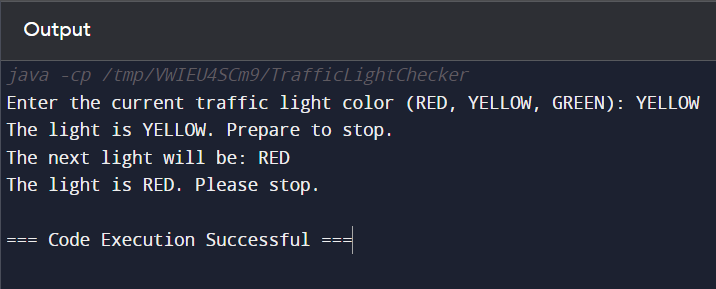 Output
java -cp /tmp/VWIEU4SCm9/TrafficLightChecker
Enter the current traffic light color (RED, YELLOW, GREEN): YELLOW
The light is YELLOW. Prepare to stop.
The next light will be: RED
The light is RED. Please stop.
=== Code Execution Successful ===